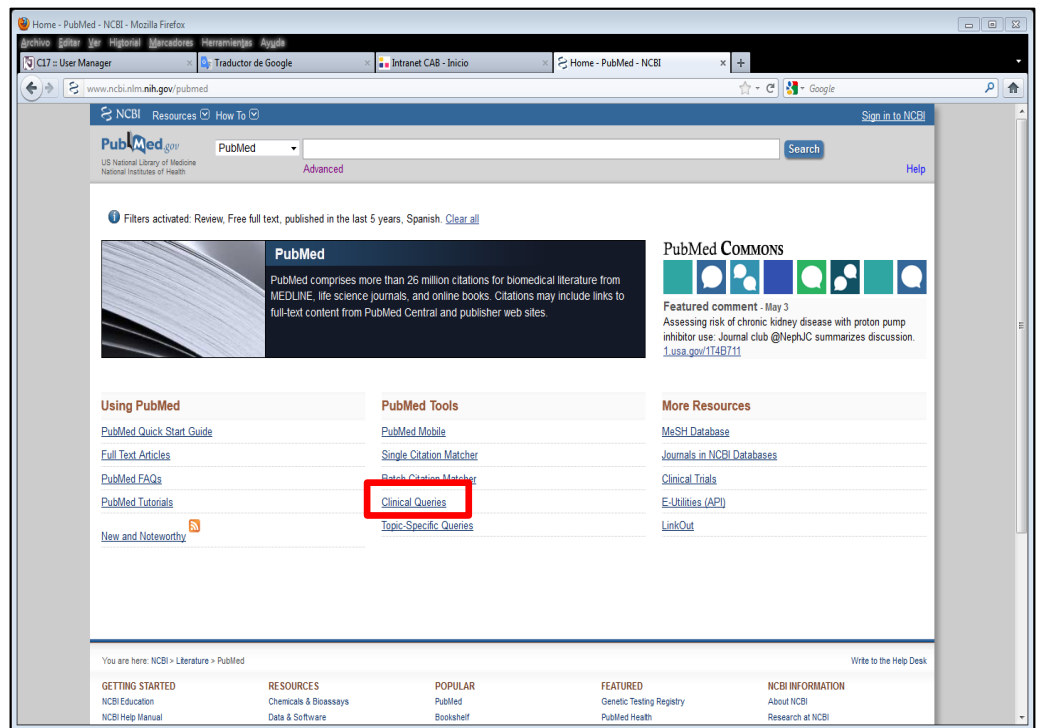 Home - PubMed - NCBI - Mozilla Firefox
Archivo Editar Ver Historial Marcadores Herramientas Ayuda
C17 :: User Manager
Traductor de Google
Intranet CAB - Inicio
Home - PubMed - NCBI
www.ncbi.nlm.nih.gov/pubmed
Google
NCBI Resources How To
Sign in to NCBI
PubMed.gov
US National Library of Medicine
National Institutes of Health
PubMed
Search
Advanced
Help
Filters activated: Review, Free full text, published in the last 5 years, Spanish. Clear all
PubMed
PubMed comprises more than 26 million citations for biomedical literature from
MEDLINE, life science journals, and online books. Citations may include links to
full-text content from PubMed Central and publisher web sites.
PubMed COMMONS
Featured comment - May 3
Assessing risk of chronic kidney disease with proton pump
inhibitor use: Journal club @NephJC summarizes discussion.
1.usa.gov/1T4B711
Using PubMed
PubMed Quick Start Guide
Full Text Articles
PubMed FAQs
PubMed Tutorials
New and Noteworthy
PubMed Tools
PubMed Mobile
Single Citation Matcher
Batch Citation Matcher
Clinical Queries
Topic-Specific Queries
More Resources
MeSH Database
Journals in NCBI Databases
Clinical Trials
E-Utilities (API)
LinkOut
You are here: NCBI > Literature > PubMed
Write to the Help Desk
GETTING STARTED
NCBI Education
NCBI Help Manual
RESOURCES
Chemicals & Bioassays
Data & Software
POPULAR
PubMed
Bookshelf
FEATURED
Genetic Testing Registry
PubMed Health
NCBI INFORMATION
About NCBI
Research at NCBI